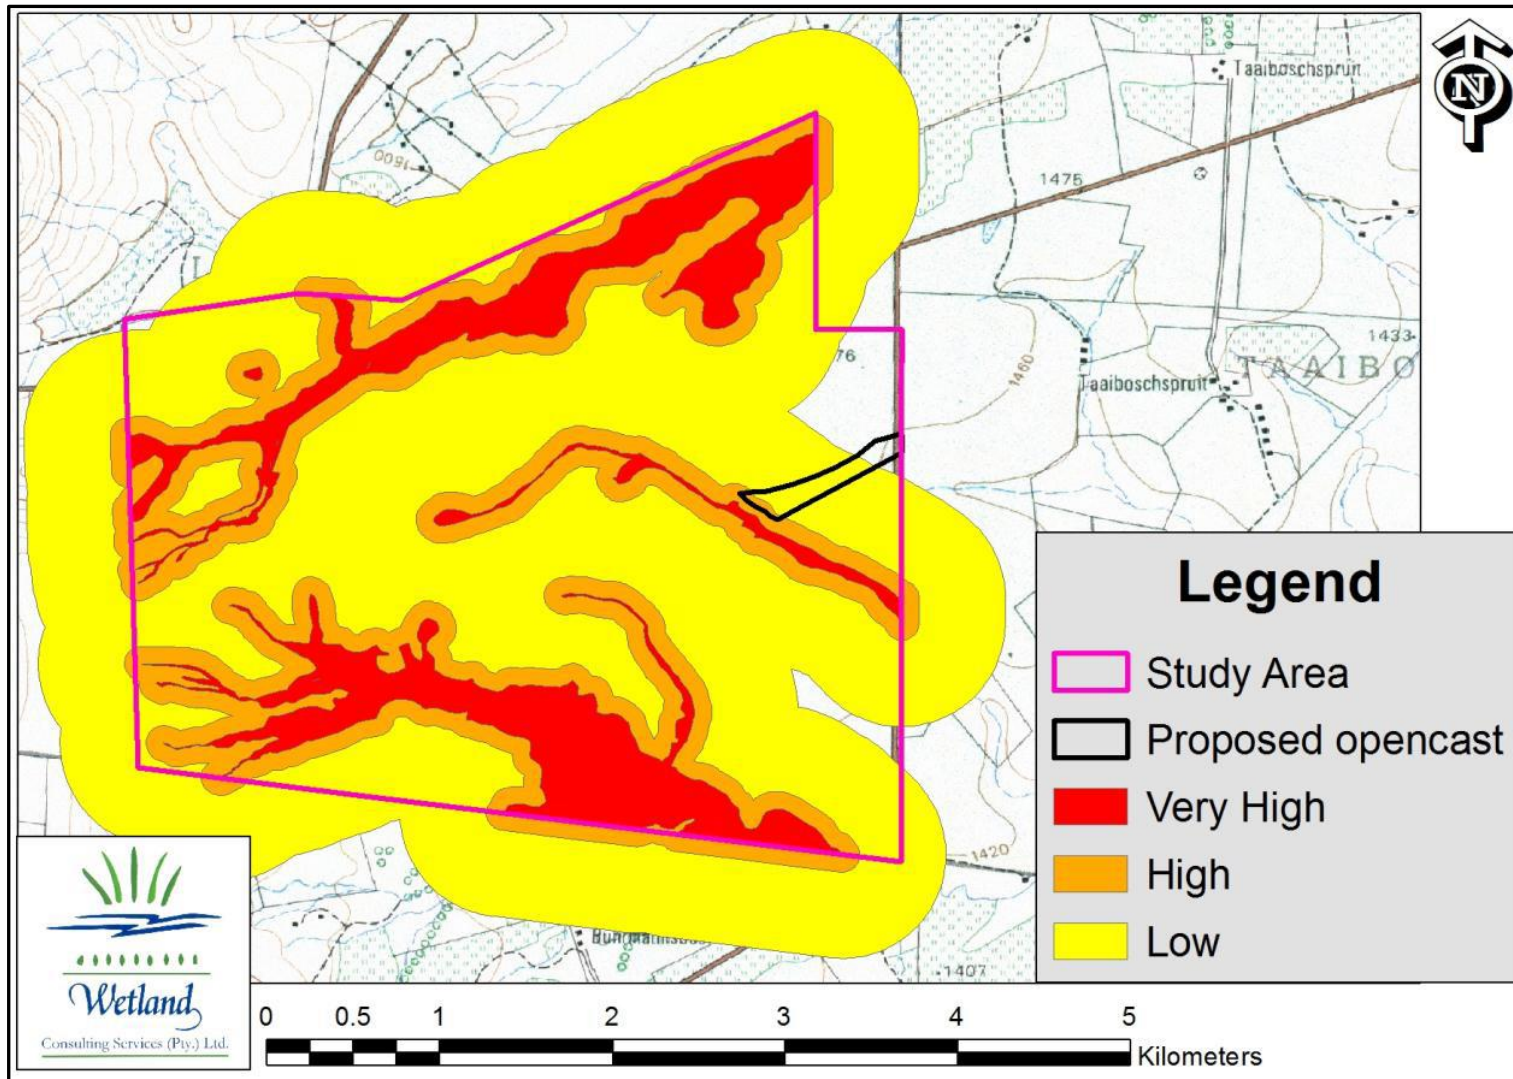 Taaiboschspruit
N
1500
1475
76
1433
1460
Taaiboschspruit
TAAIBO
Legend
Study Area
Proposed opencast
Very High
High
Low
1420
1407
Wetland
Consulting Services (Pty.) Ltd.
0 0.5 1 2 3 4 5
Kilometers